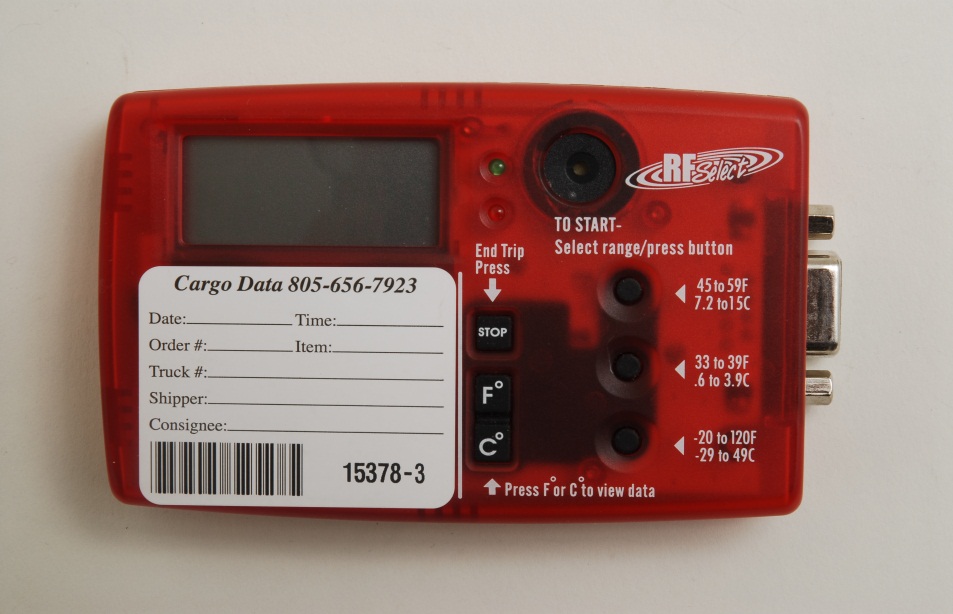 RF Select
TO START-
Select range/press button
End Trip
Press
45 to 59F
7.2 to 15C
STOP
33 to 39F
.6 to 3.9C
F°
C°
-20 to 120F
-29 to 49C
Press F° or C° to view data
Cargo Data 805-656-7923
Date: Time:
Order #: Item:
Truck #:
Shipper:
Consignee:
15378-3